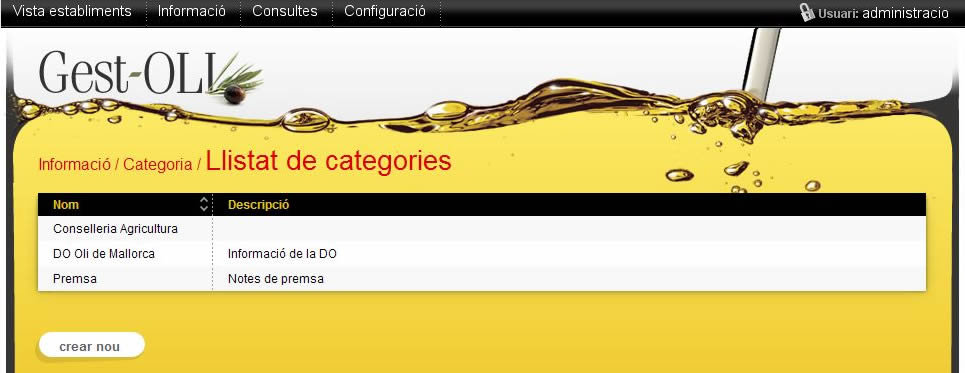 Vista establiments Informació Consultes Configuració Usuari: administracio
Gest-OLI
Informació / Categoria / Llistat de categories
Nom Descripció
Conselleria Agricultura
DO Oli de Mallorca Informació de la DO
Premsa Notes de premsa
crear nou